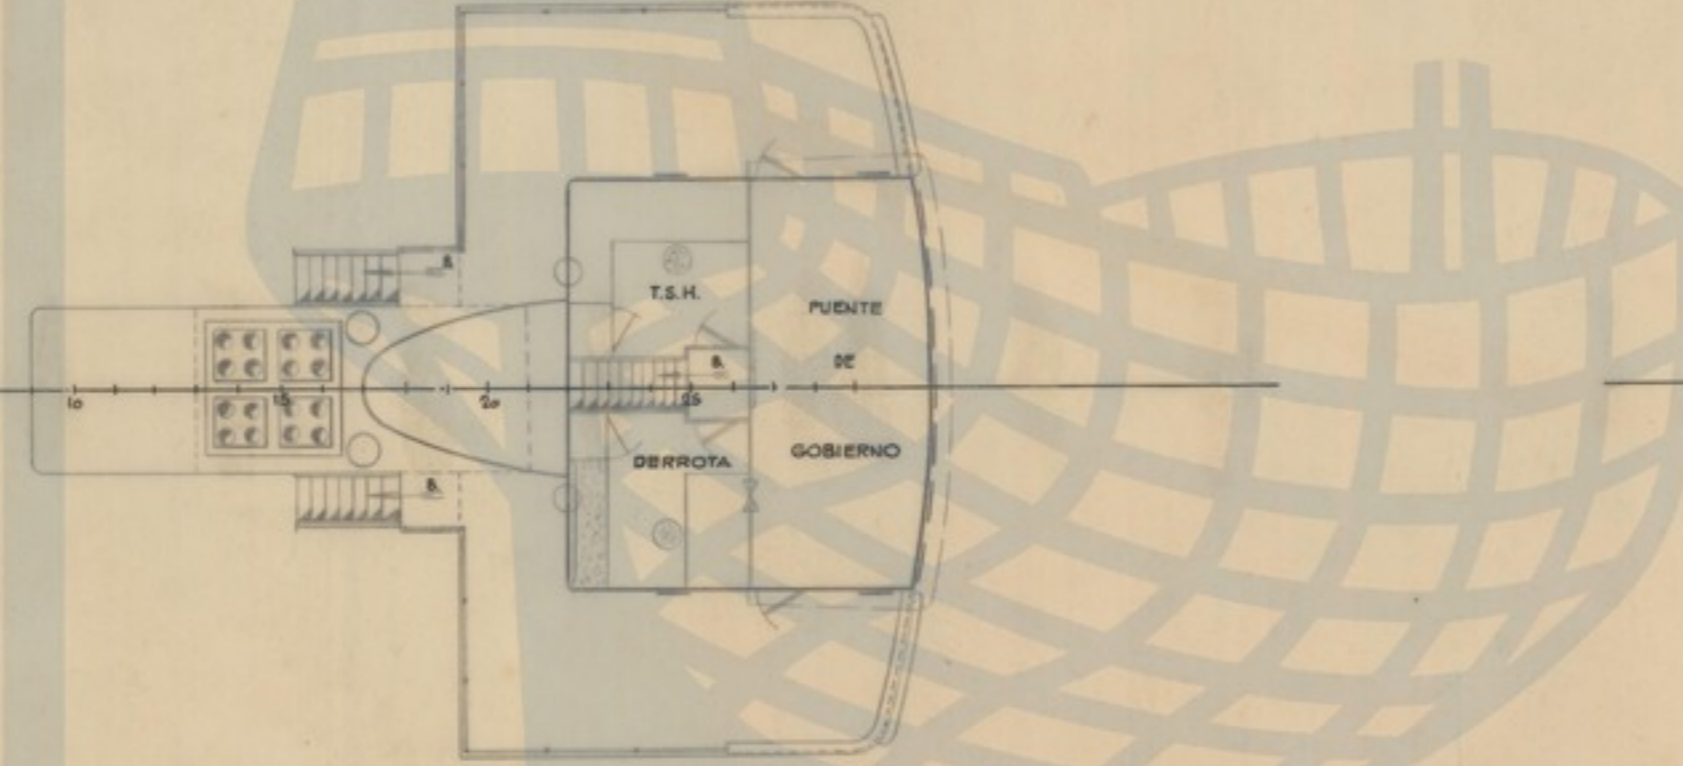 B.
T.S.H.
PUENTE
DE
B.
10
15
20
25
DERROTA
GOBIERNO
B.